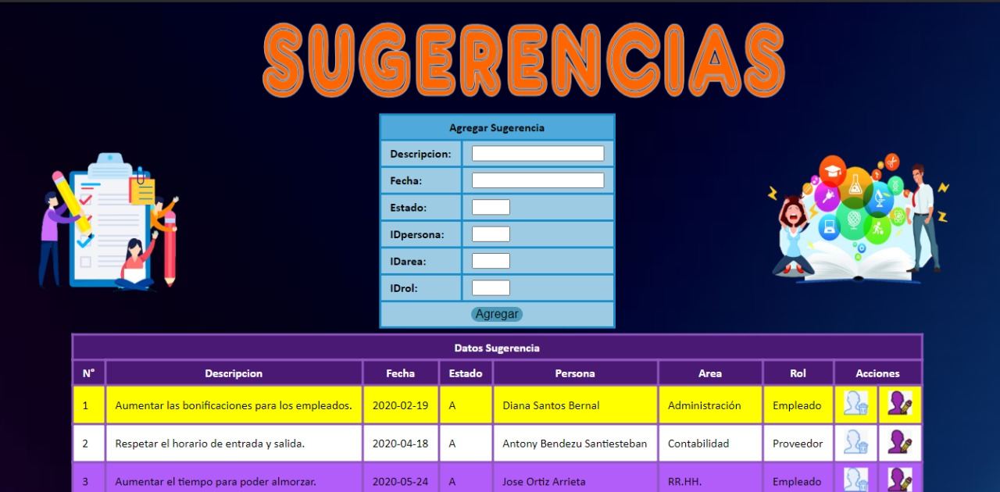 SUGERENCIAS
Agregar Sugerencia
Descripcion:
Fecha:
Estado:
IDpersona:
IDarea:
IDrol:
Agregar
Datos Sugerencia
N° Descripcion Fecha Estado Persona Area Rol Acciones
1 Aumentar las bonificaciones para los empleados. 2020-02-19 A Diana Santos Bernal Administración Empleado
2 Respetar el horario de entrada y salida. 2020-04-18 A Antony Bendezu Santiesteban Contabilidad Proveedor
3 Aumentar el tiempo para poder almorzar. 2020-05-24 A Jose Ortiz Arrieta RR.HH. Empleado